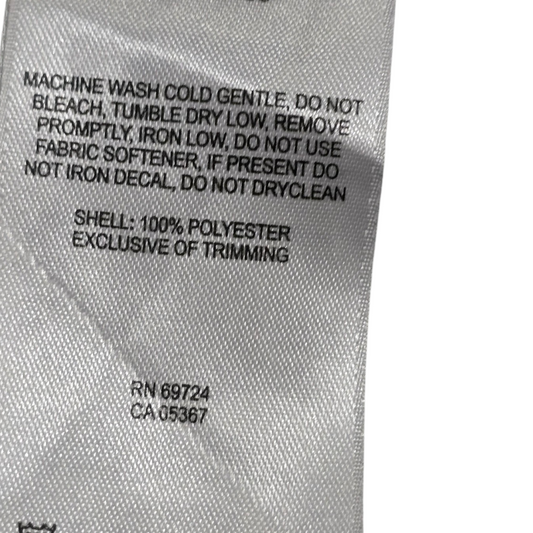 MACHINE WASH COLD GENTLE, DO NOT
BLEACH, TUMBLE DRY LOW, REMOVE
PROMPTLY, IRON LOW, DO NOT USE
FABRIC SOFTENER, IF PRESENT DO
NOT IRON DECAL, DO NOT DRYCLEAN
SHELL: 100% POLYESTER
EXCLUSIVE OF TRIMMING
RN 69724
CA 05367